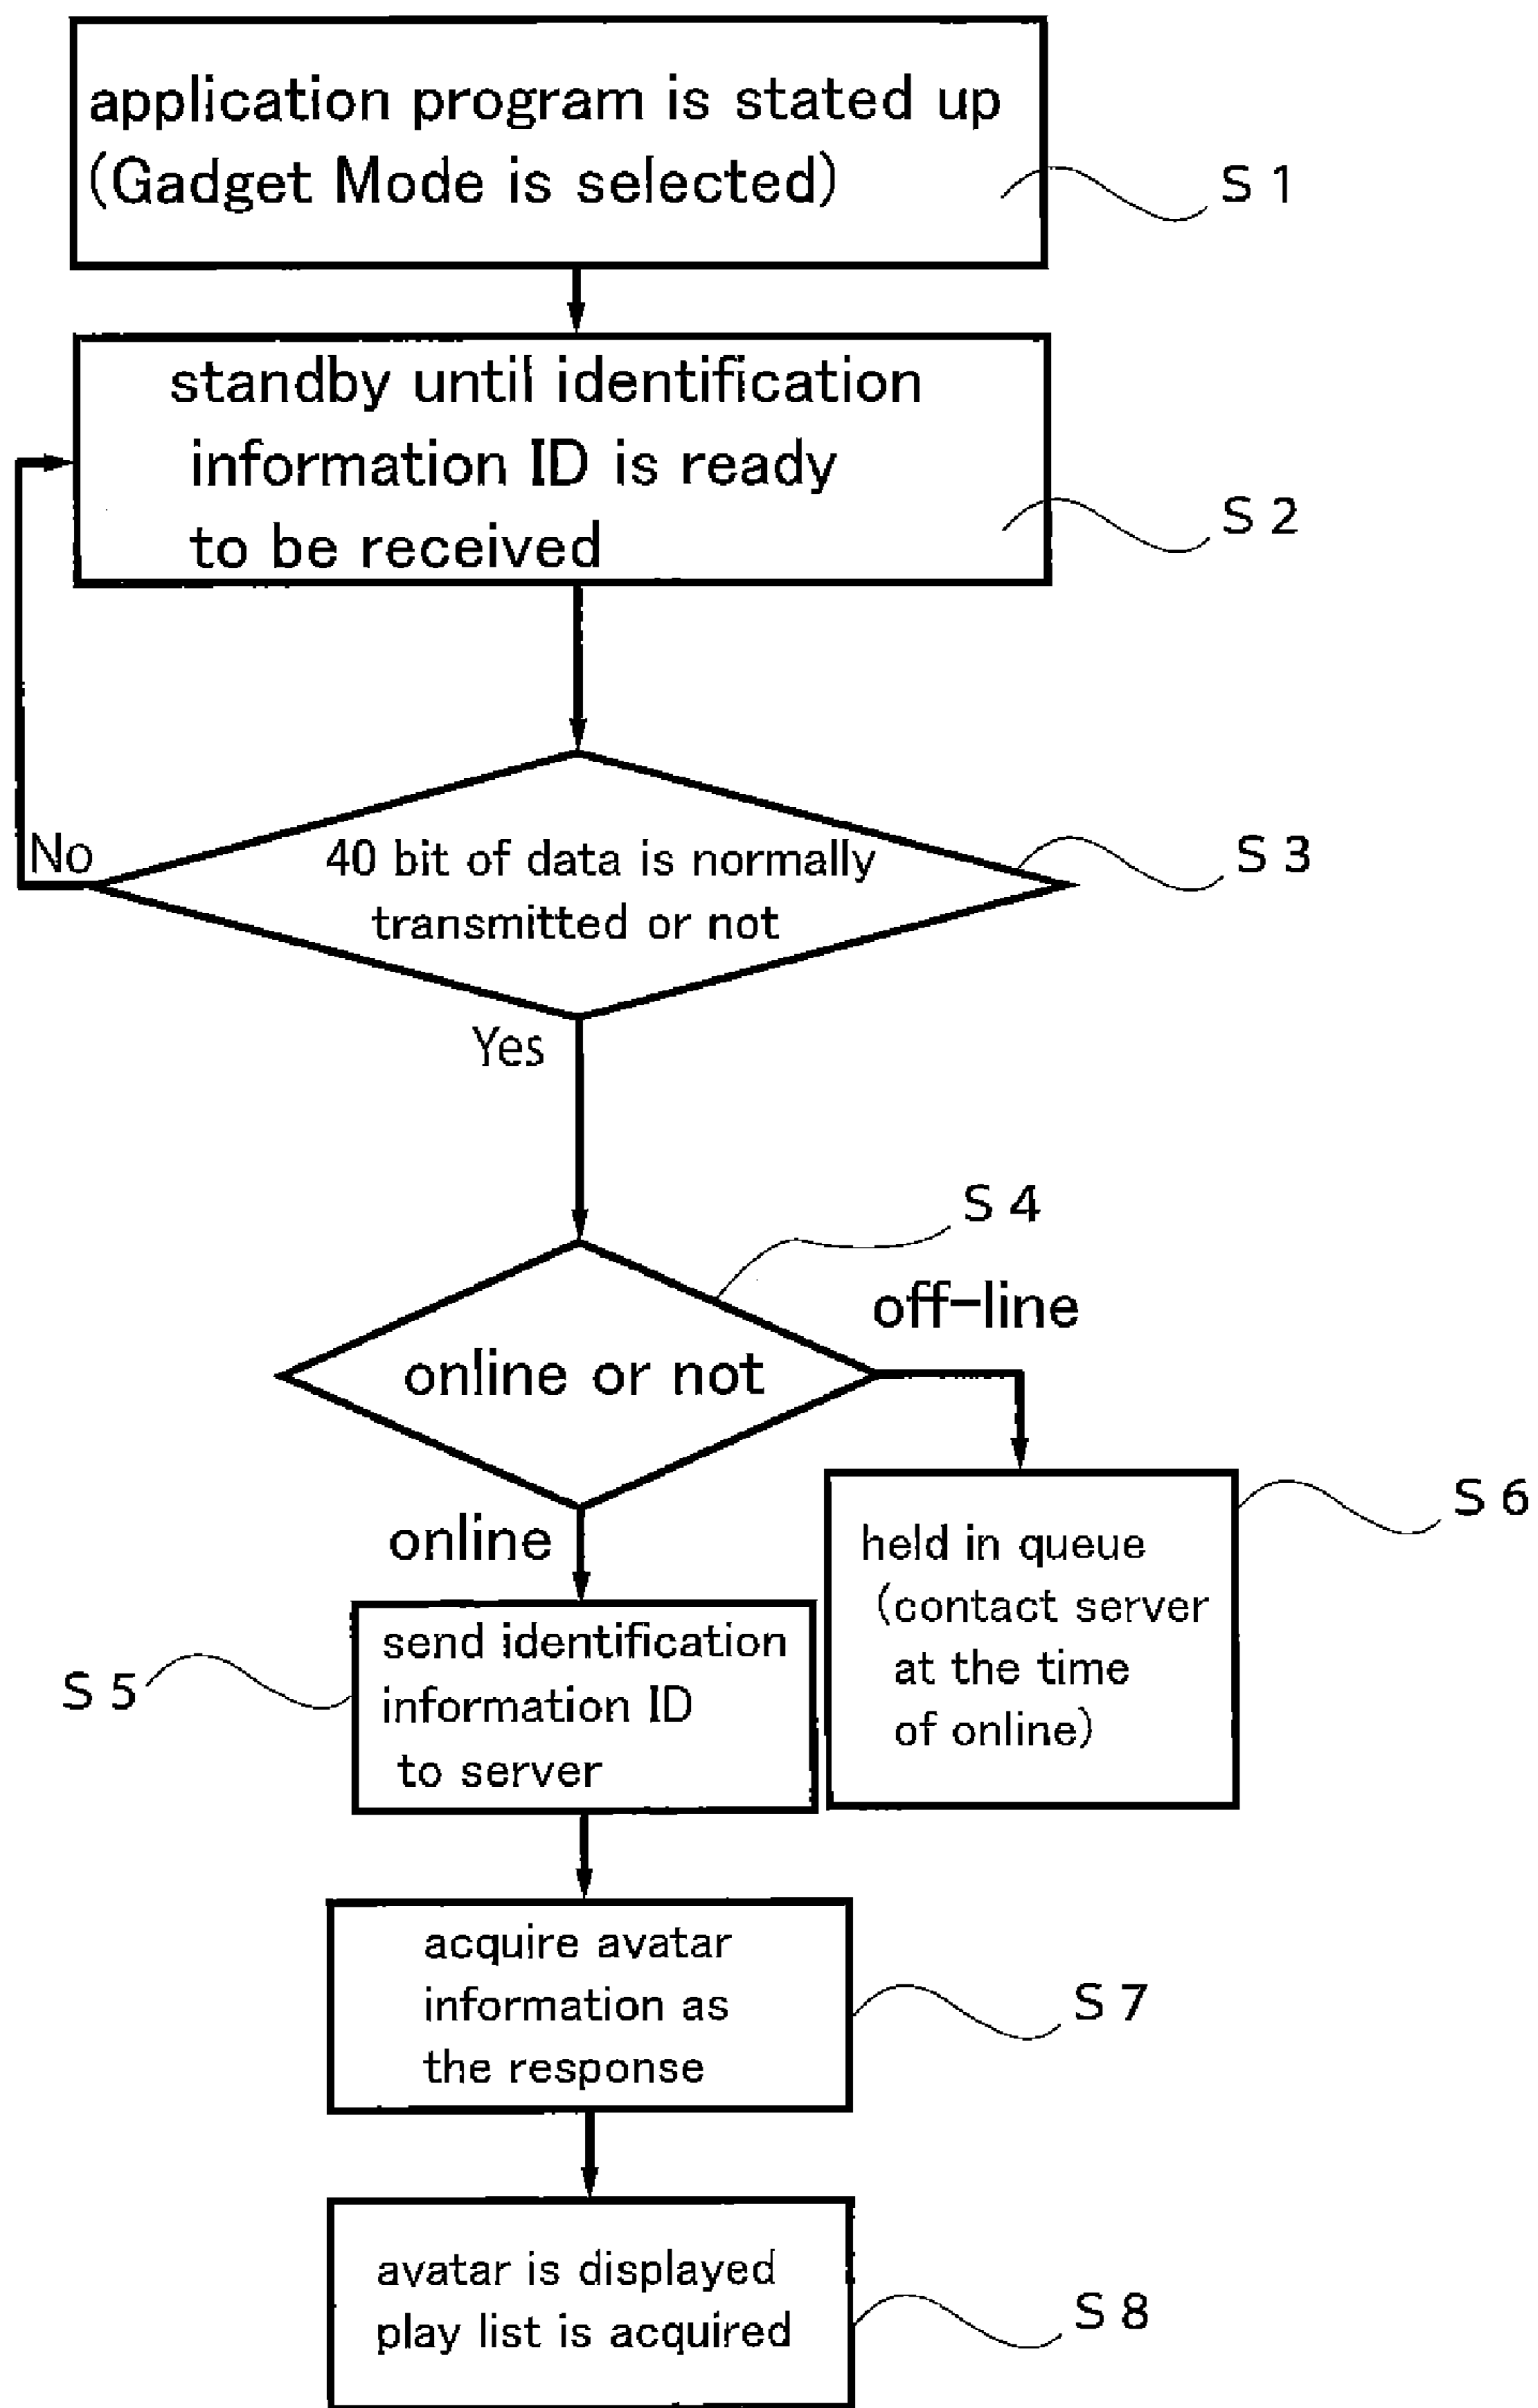 application program is stated up
(Gadget Mode is selected)
S 1
standby until identification
information ID is ready
to be received
S 2
No
40 bit of data is normally
transmitted or not
S 3
Yes
S 4
off-line
online or not
online
held in queue
(contact server
at the time
of online)
S 6
send identification
information ID
to server
S 5
acquire avatar
information as
the response
S 7
avatar is displayed
play list is acquired
S 8